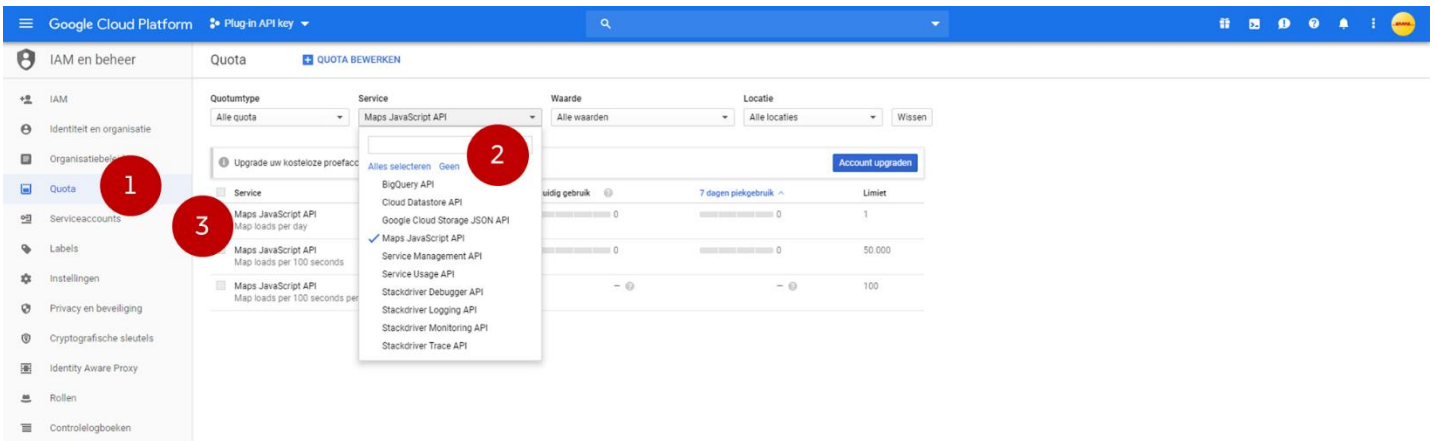 Google Cloud Platform Plug-in API key
IAM en beheer Quota QUOTA BEWERKEN
IAM
Identiteit en organisatie
Organisatiebelei
Quota
Serviceaccounts
Labels
Instellingen
Privacy en beveiliging
Cryptografische sleutels
Identity Aware Proxy
Rollen
Controlelogboeken
1
2
3
Quotumtype Service Waarde Locatie
Alle quota Maps JavaScript API Alle waarden Alle locaties Wissen
Alles selecteren Geen
BigQuery API
Cloud Datastore API
Google Cloud Storage JSON API
Maps JavaScript API
Service Management API
Service Usage API
Stackdriver Debugger API
Stackdriver Logging API
Stackdriver Monitoring API
Stackdriver Trace API
Upgrade uw kosteloze proefacc Account upgraden
Service uidig gebruik 7 dagen piekgebruik Limiet
Maps JavaScript API 0 0 1
Map loads per day
Maps JavaScript API 0 0 50.000
Map loads per 100 seconds
Maps JavaScript API – – 100
Map loads per 100 seconds per